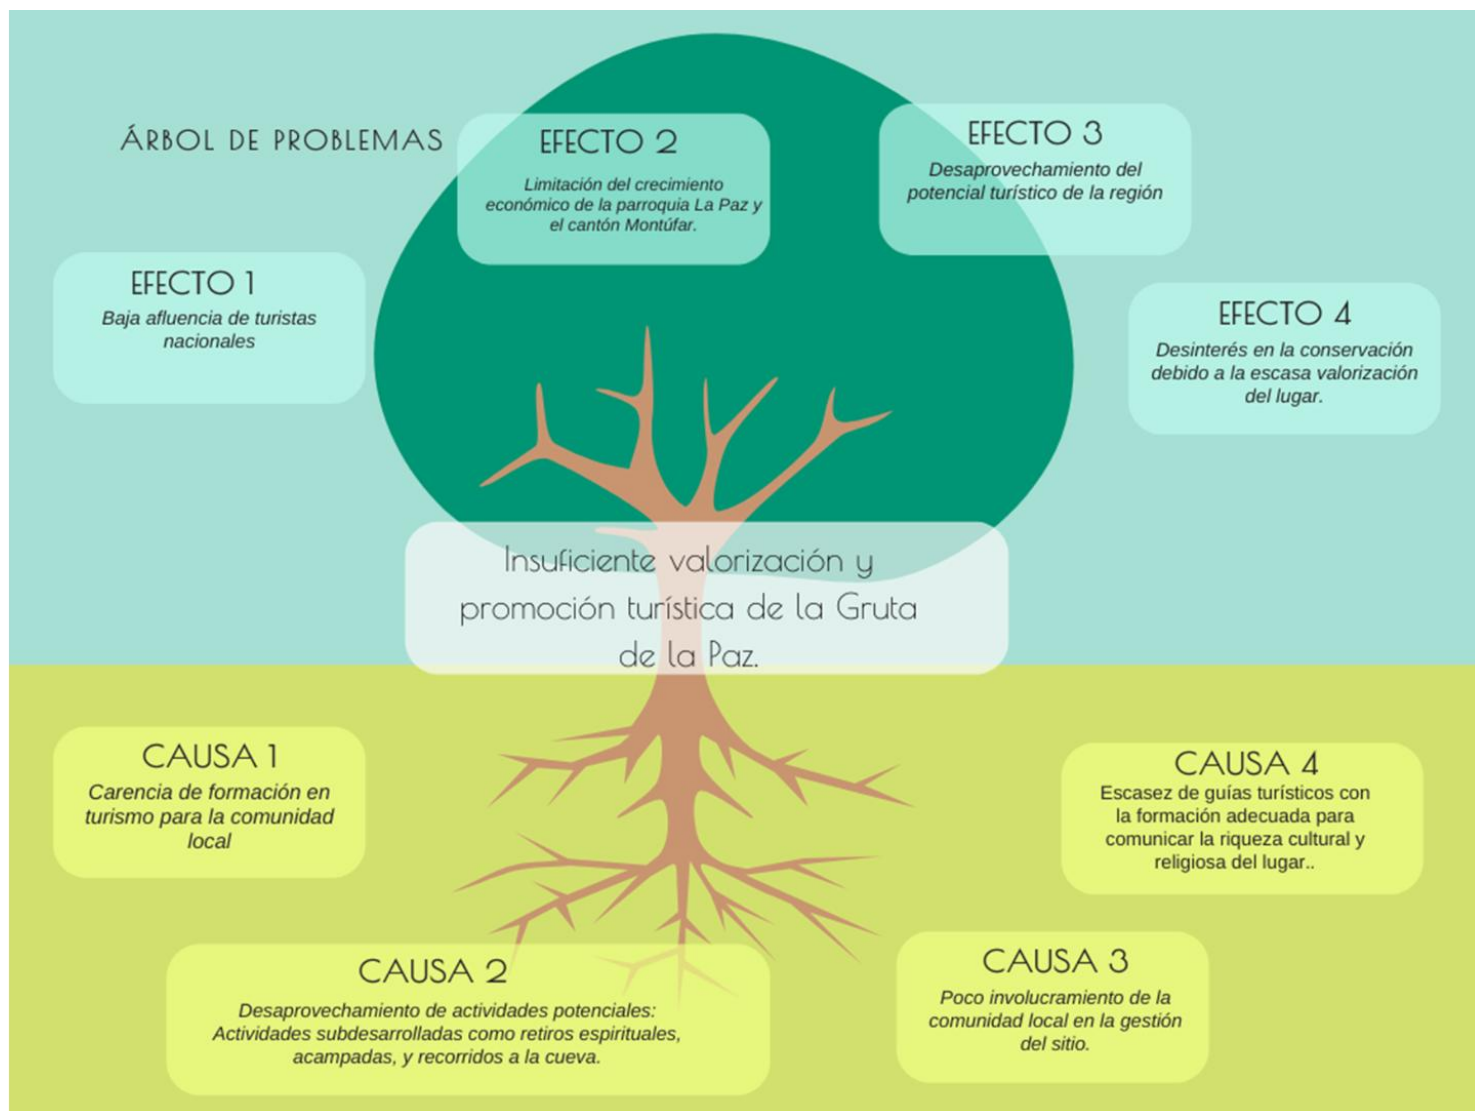 ÁRBOL DE PROBLEMAS
EFECTO 1
Baja afluencia de turistas
nacionales
EFECTO 2
Limitación del crecimiento
económico de la parroquia La Paz y
el cantón Montúfar.
EFECTO 3
Desaprovechamiento del
potencial turístico de la región
EFECTO 4
Desinterés en la conservación
debido a la escasa valorización
del lugar.
Insuficiente valorización y
promoción turística de la Gruta
de la Paz.
CAUSA 1
Carencia de formación en
turismo para la comunidad
local
CAUSA 2
Desaprovechamiento de actividades potenciales:
Actividades subdesarrolladas como retiros espirituales,
acampadas, y recorridos a la cueva.
CAUSA 3
Poco involucramiento de la
comunidad local en la gestión
del sitio.
CAUSA 4
Escasez de guías turísticos con
la formación adecuada para
comunicar la riqueza cultural y
religiosa del lugar..